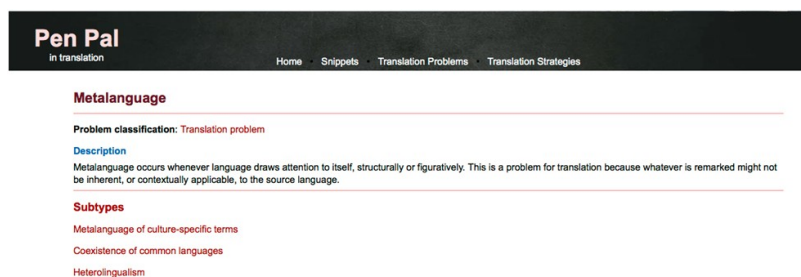 Pen Pal
in translation
Home • Snippets • Translation Problems • Translation Strategies
Metalanguage
Problem classification: Translation problem
Description
Metalanguage occurs whenever language draws attention to itself, structurally or figuratively. This is a problem for translation because whatever is remarked might not
be inherent, or contextually applicable, to the source language.
Subtypes
Metalanguage of culture-specific terms
Coexistence of common languages
Heterolingualism